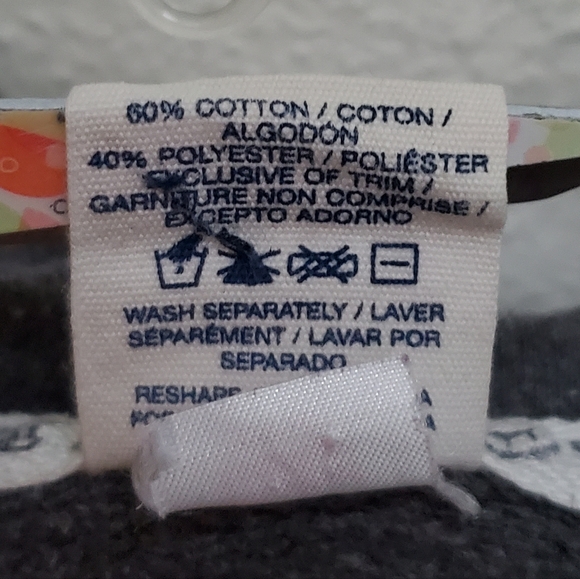 60% COTTON / COTON /
ALGODÓN
40% POLYESTER / POLIÉSTER
EXCLUSIVE OF TRIM /
GARNITURE NON COMPRISE /
EXCEPTO ADORNO
WASH SEPARATELY / LAVER
SÉPARÉMENT / LAVAR POR
SEPARADO
RESHAPE